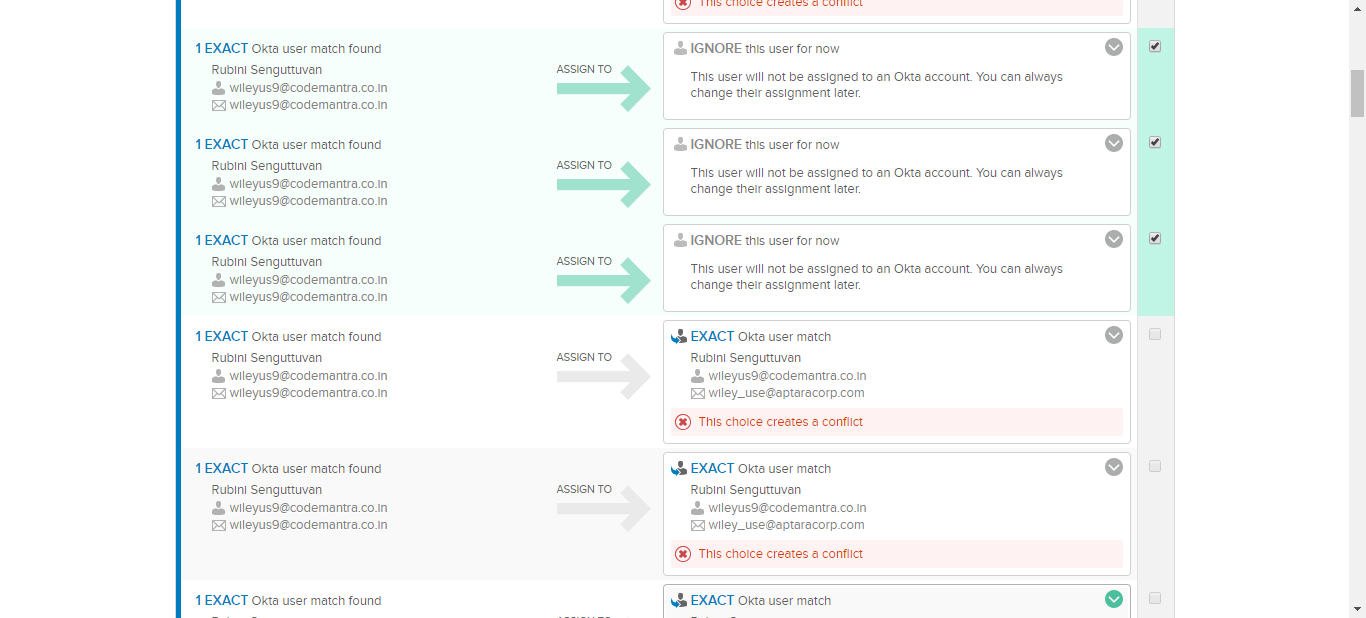 This choice creates a conflict
1 EXACT Okta user match found
Rubini Senguttuvan
wileyus9@codemantra.co.in
wileyus9@codemantra.co.in
ASSIGN TO
IGNORE this user for now
This user will not be assigned to an Okta account. You can always
change their assignment later.
1 EXACT Okta user match found
Rubini Senguttuvan
wileyus9@codemantra.co.in
wileyus9@codemantra.co.in
ASSIGN TO
IGNORE this user for now
This user will not be assigned to an Okta account. You can always
change their assignment later.
1 EXACT Okta user match found
Rubini Senguttuvan
wileyus9@codemantra.co.in
wileyus9@codemantra.co.in
ASSIGN TO
IGNORE this user for now
This user will not be assigned to an Okta account. You can always
change their assignment later.
1 EXACT Okta user match found
Rubini Senguttuvan
wileyus9@codemantra.co.in
wileyus9@codemantra.co.in
ASSIGN TO
EXACT Okta user match
Rubini Senguttuvan
wileyus9@codemantra.co.in
wiley_use@aptaracorp.com
This choice creates a conflict
1 EXACT Okta user match found
Rubini Senguttuvan
wileyus9@codemantra.co.in
wileyus9@codemantra.co.in
ASSIGN TO
EXACT Okta user match
Rubini Senguttuvan
wileyus9@codemantra.co.in
wiley_use@aptaracorp.com
This choice creates a conflict
1 EXACT Okta user match found
EXACT Okta user match